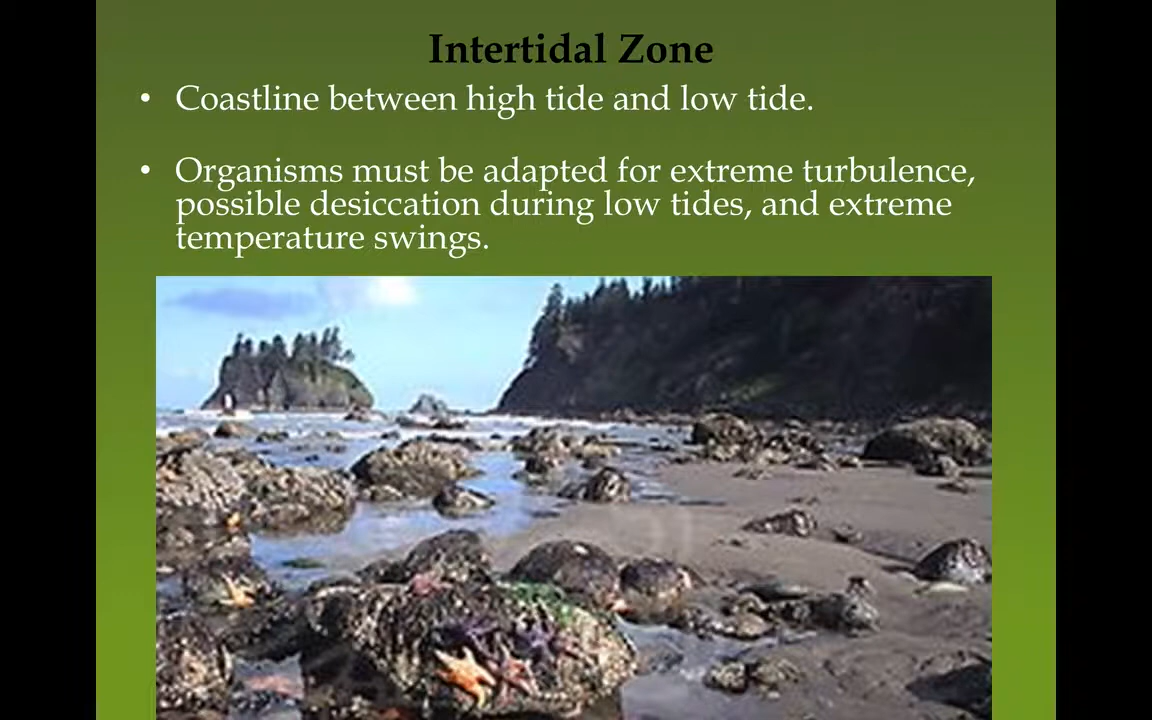 Intertidal Zone
• Coastline between high tide and low tide.
• Organisms must be adapted for extreme turbulence,
possible desiccation during low tides, and extreme
temperature swings.